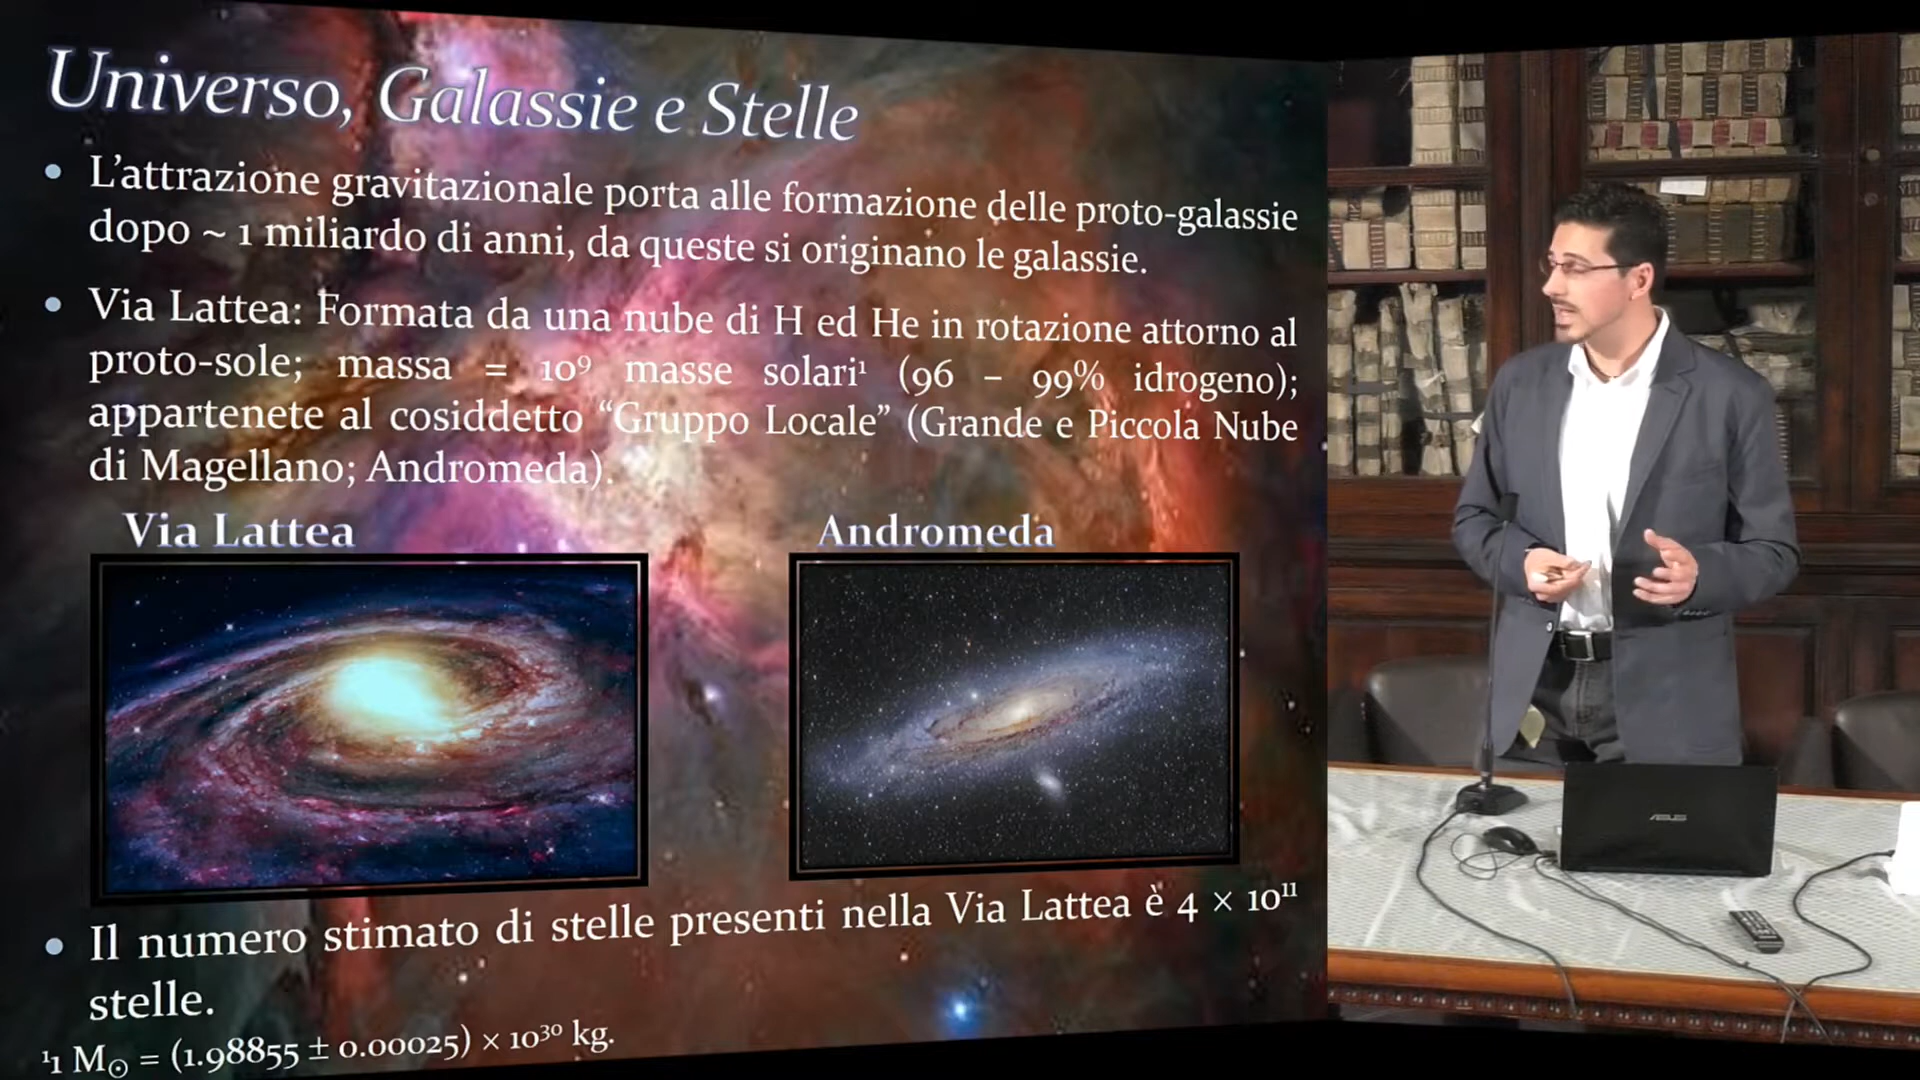 Universo, Galassie e Stelle
• L’attrazione gravitazionale porta alle formazione delle proto-galassie
dopo ~ 1 miliardo di anni, da queste si originano le galassie.
• Via Lattea: Formata da una nube di H ed He in rotazione attorno al
proto-sole; massa = 10⁹ masse solari¹ (96 – 99% idrogeno);
appartenete al cosiddetto “Gruppo Locale” (Grande e Piccola Nube
di Magellano; Andromeda).
Via Lattea
Andromeda
• Il numero stimato di stelle presenti nella Via Lattea è 4 × 10¹¹
stelle.
¹1 M⊙ = (1.98855 ± 0.00025) × 10³⁰ kg.
ASUS